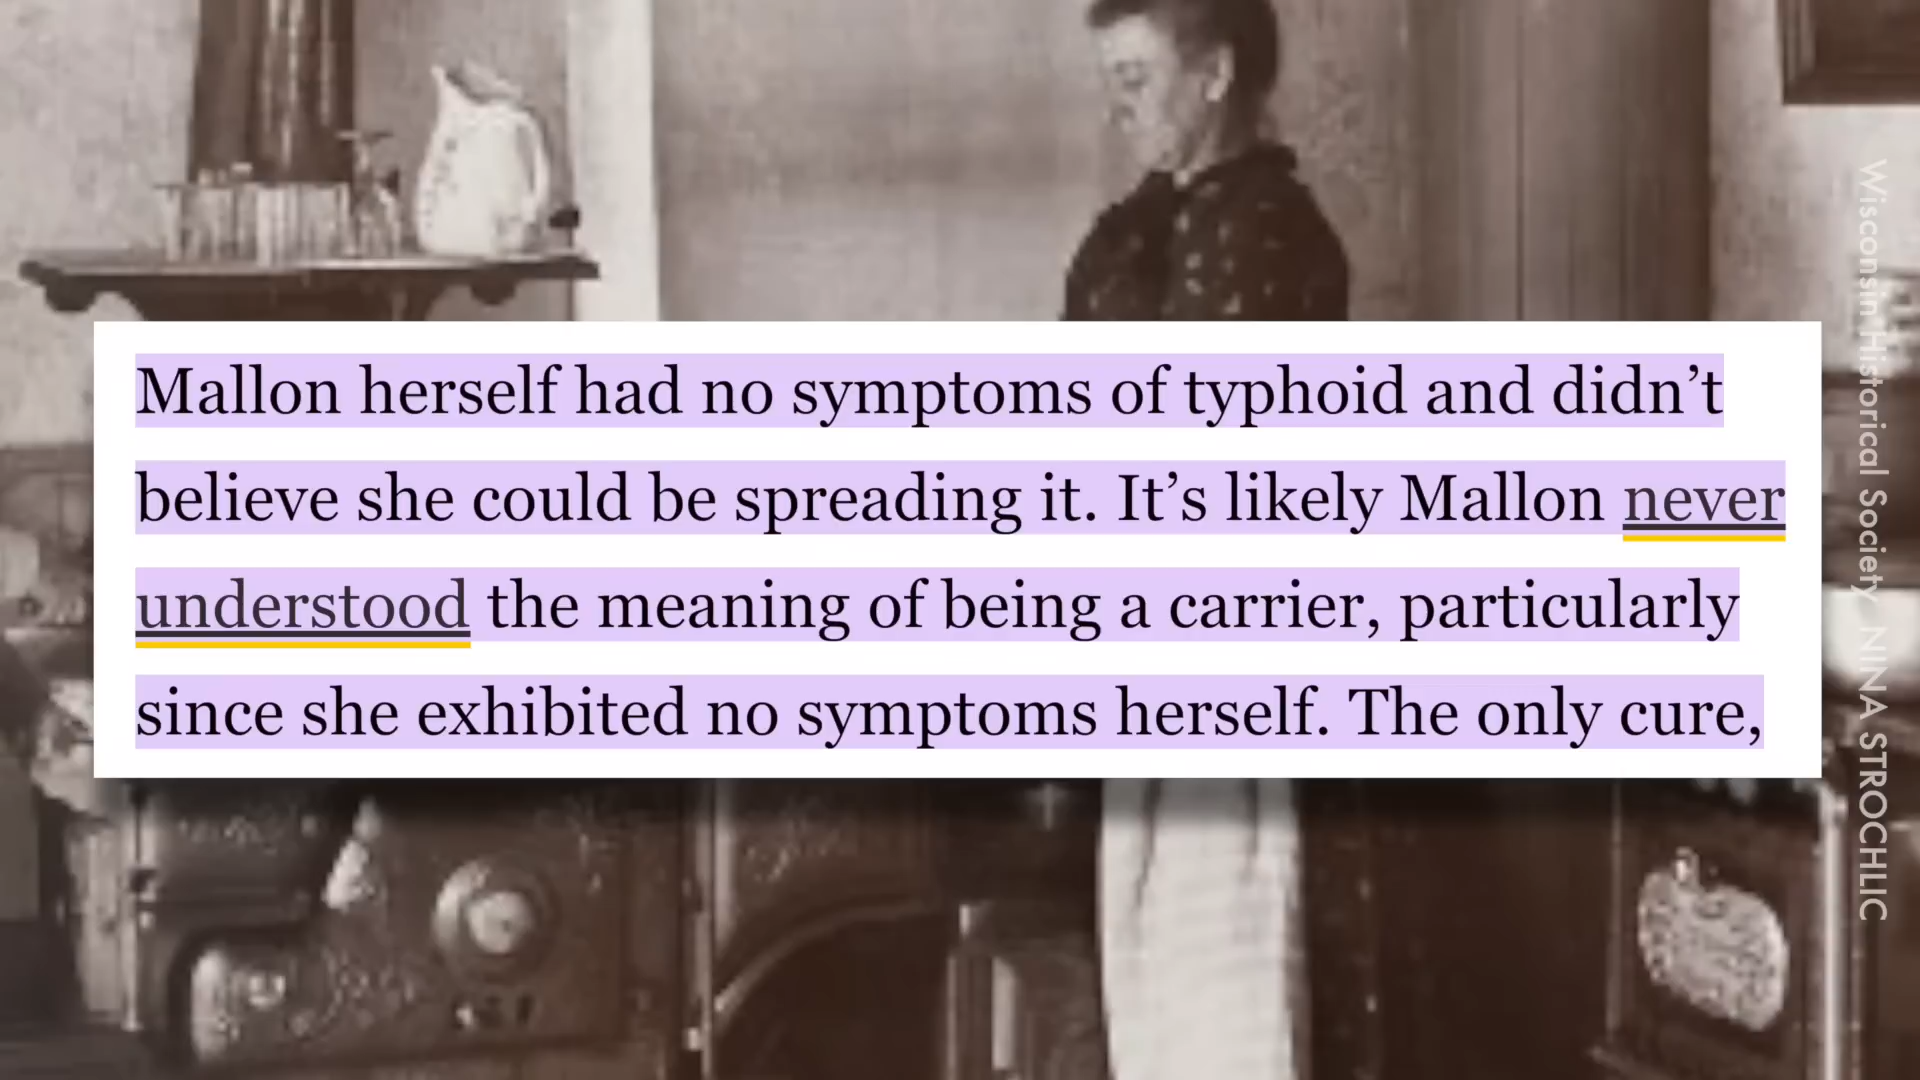 Mallon herself had no symptoms of typhoid and didn’t
believe she could be spreading it. It’s likely Mallon never
understood the meaning of being a carrier, particularly
since she exhibited no symptoms herself. The only cure,
Wisconsin Historical Society NINA STROCHLIC